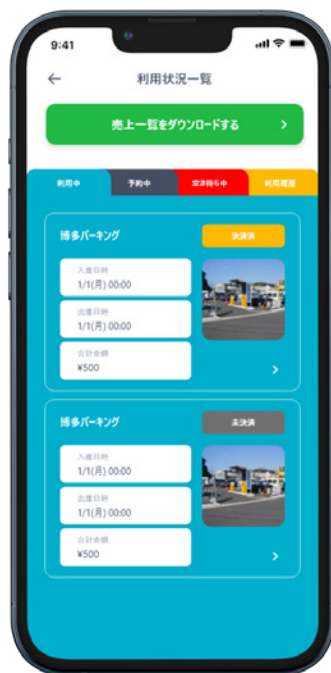 9:41
利用状況一覧
売上一覧をダウンロードする
利用中 予約中 空き待ち中 利用履歴
博多パーキング 決済済
入庫日時
1/1(月) 00:00
出庫日時
1/1(月) 00:00
合計金額
¥500
博多パーキング 未決済
入庫日時
1/1(月) 00:00
出庫日時
1/1(月) 00:00
合計金額
¥500